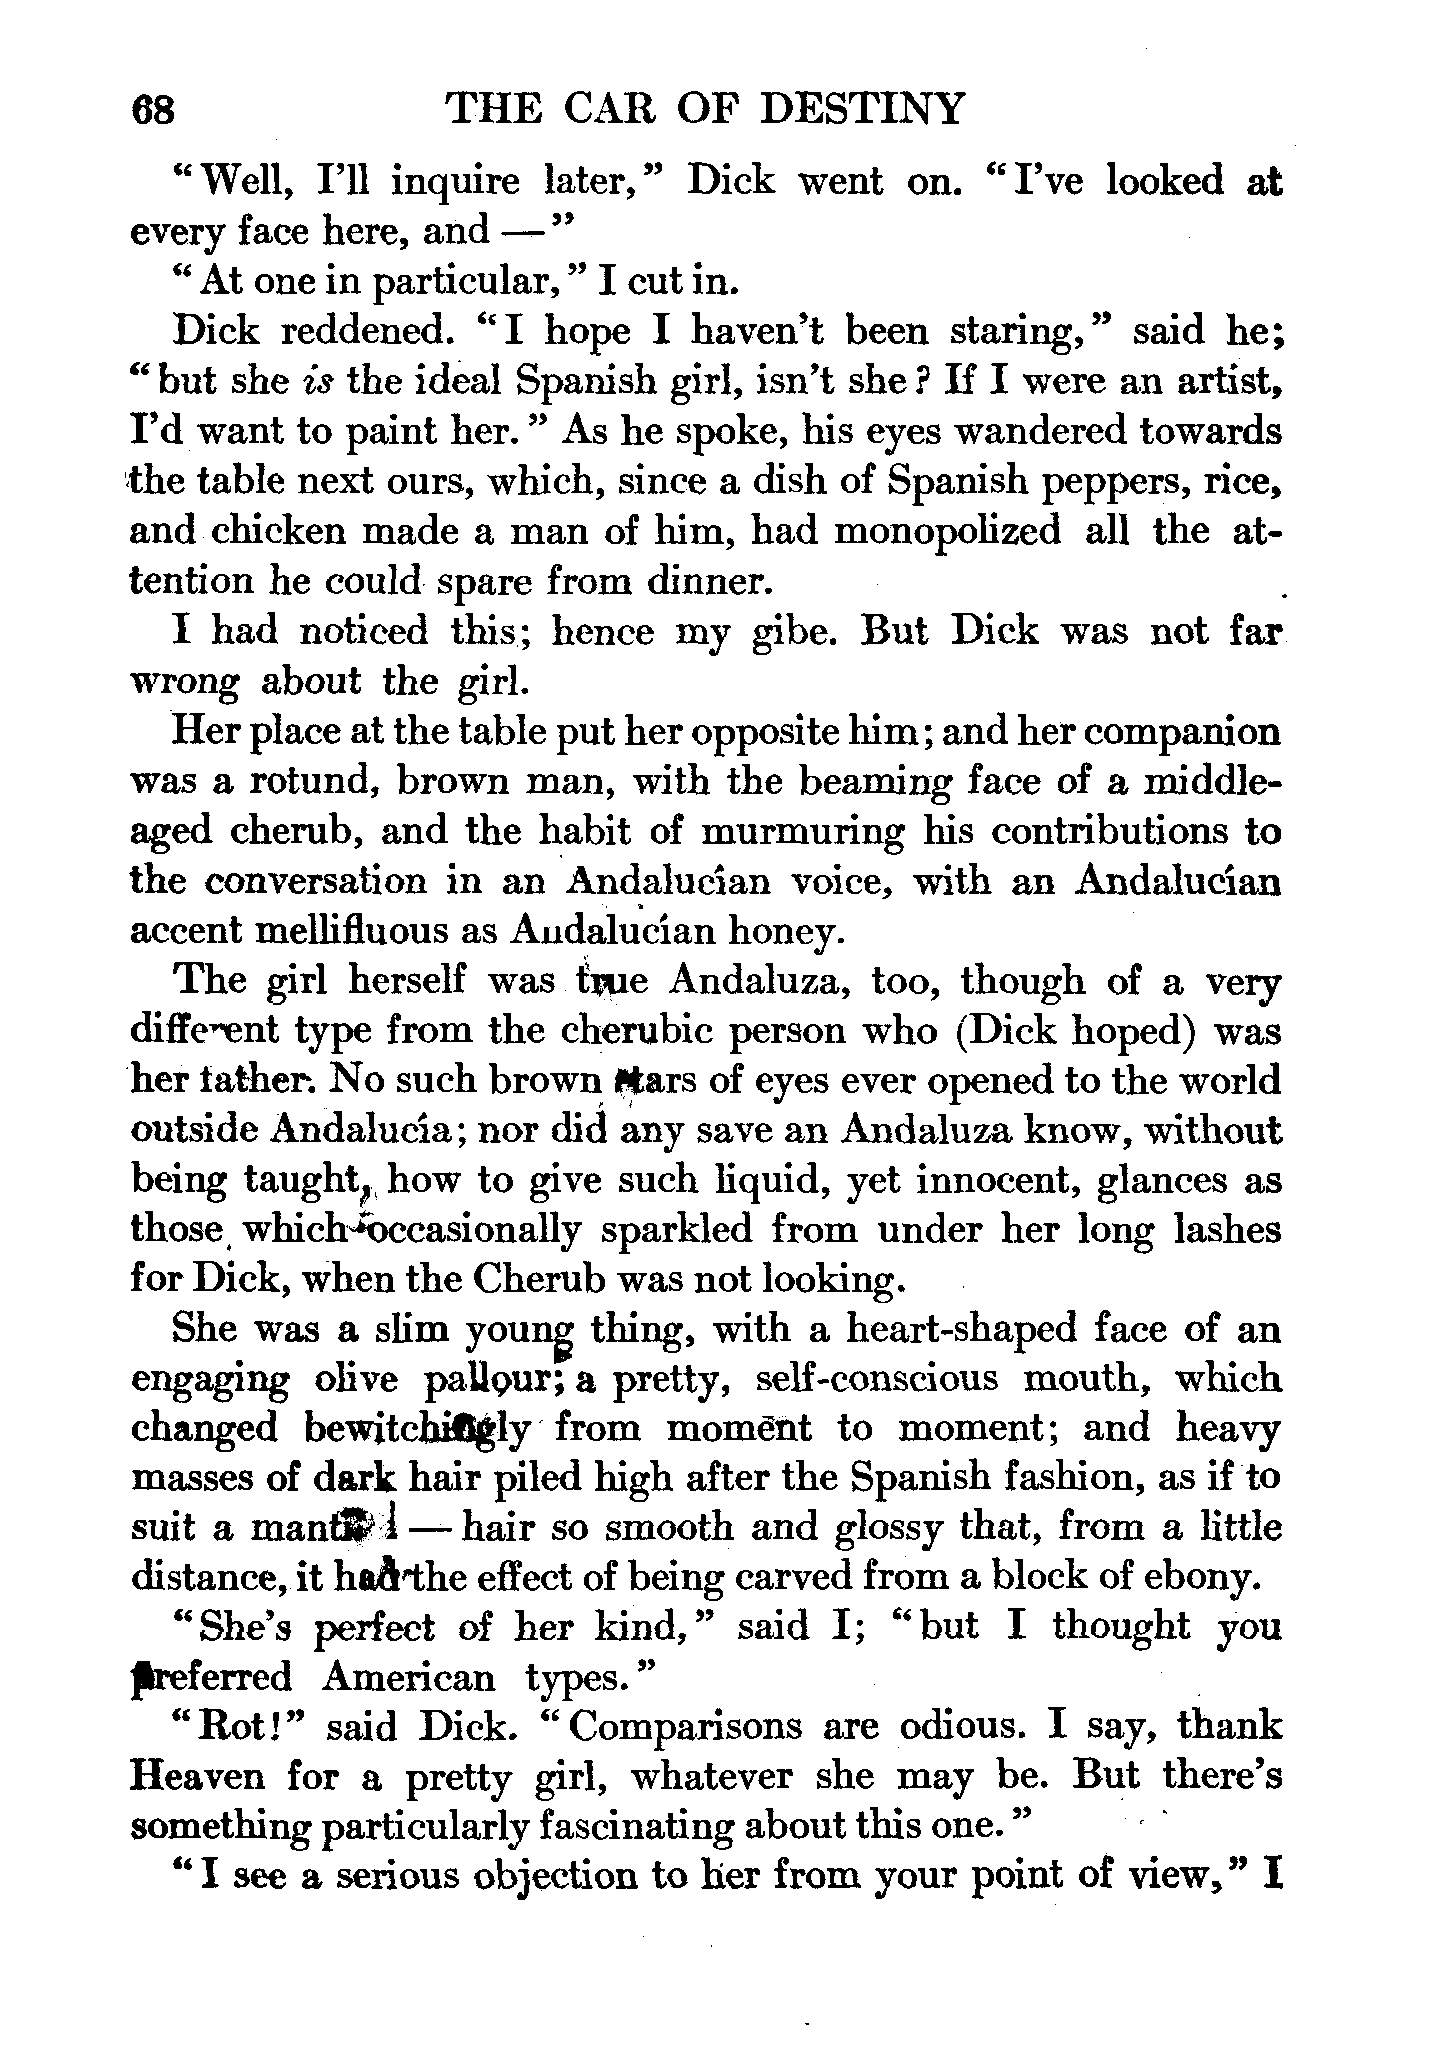 68 THE CAR OF DESTINY
"Well, I'll inquire later," Dick went on. "I've looked at
every face here, and —"
"At one in particular," I cut in.
Dick reddened. "I hope I haven't been staring," said he;
"but she is the ideal Spanish girl, isn't she? If I were an artist,
I'd want to paint her." As he spoke, his eyes wandered towards
the table next ours, which, since a dish of Spanish peppers, rice,
and chicken made a man of him, had monopolized all the at-
tention he could spare from dinner.
I had noticed this; hence my gibe. But Dick was not far
wrong about the girl.
Her place at the table put her opposite him; and her companion
was a rotund, brown man, with the beaming face of a middle-
aged cherub, and the habit of murmuring his contributions to
the conversation in an Andalucían voice, with an Andalucían
accent mellifluous as Andalucían honey.
The girl herself was true Andaluza, too, though of a very
different type from the cherubic person who (Dick hoped) was
her father. No such brown stars of eyes ever opened to the world
outside Andalucía; nor did any save an Andaluza know, without
being taught, how to give such liquid, yet innocent, glances as
those which occasionally sparkled from under her long lashes
for Dick, when the Cherub was not looking.
She was a slim young thing, with a heart-shaped face of an
engaging olive pallour; a pretty, self-conscious mouth, which
changed bewitchingly from moment to moment; and heavy
masses of dark hair piled high after the Spanish fashion, as if to
suit a — hair so smooth and glossy that, from a little
distance, it had the effect of being carved from a block of ebony.
"She's perfect of her kind," said I; "but I thought you
preferred American types."
"Rot!" said Dick. "Comparisons are odious. I say, thank
Heaven for a pretty girl, whatever she may be. But there's
something particularly fascinating about this one."
"I see a serious objection to her from your point of view," I